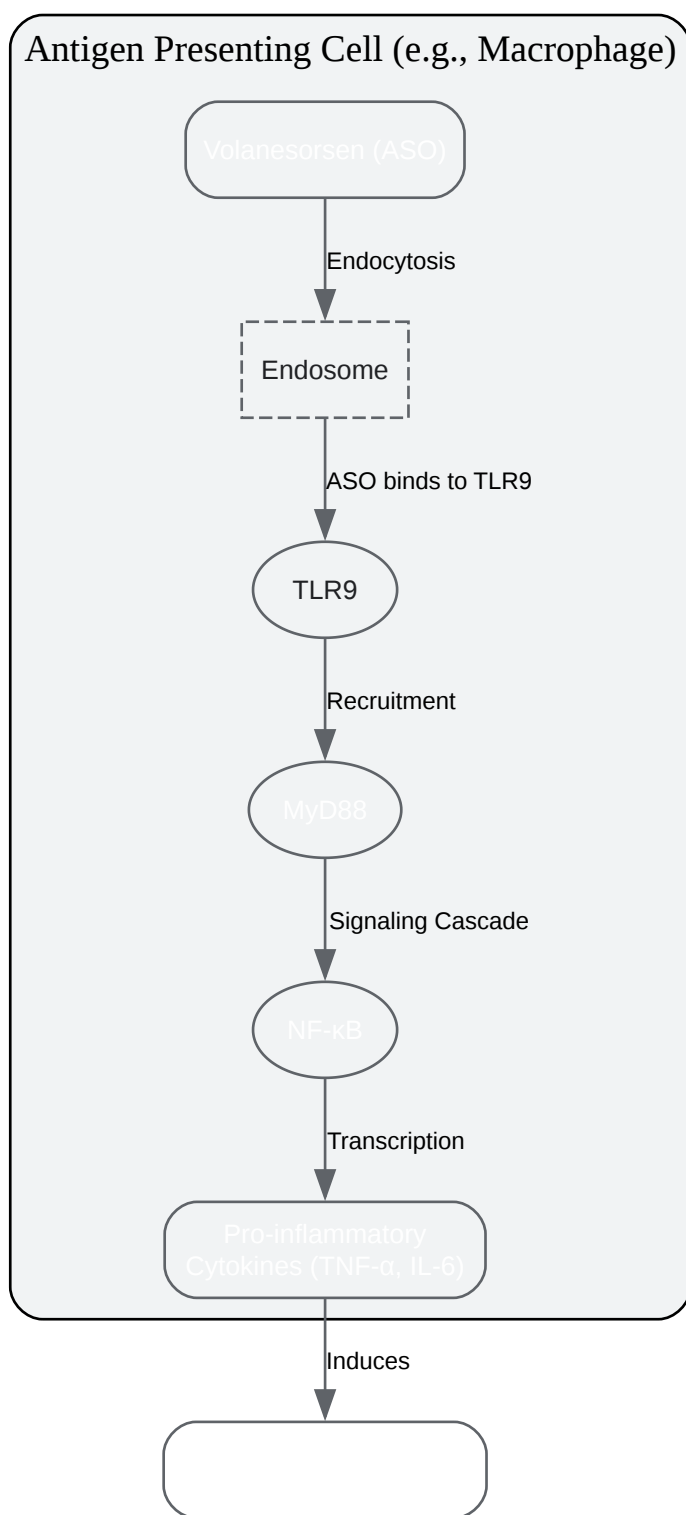 Antigen Presenting Cell (e.g., Macrophage)
Volanesorsen (ASO)
Endocytosis
Endosome
ASO binds to TLR9
TLR9
Recruitment
MyD88
Signaling Cascade
NF-κB
Transcription
Pro-inflammatory
Cytokines (TNF-α, IL-6)
Induces